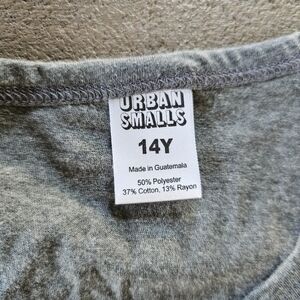 URBAN
SMALLS
14Y
Made in Guatemala
50% Polyester
37% Cotton, 13% Rayon